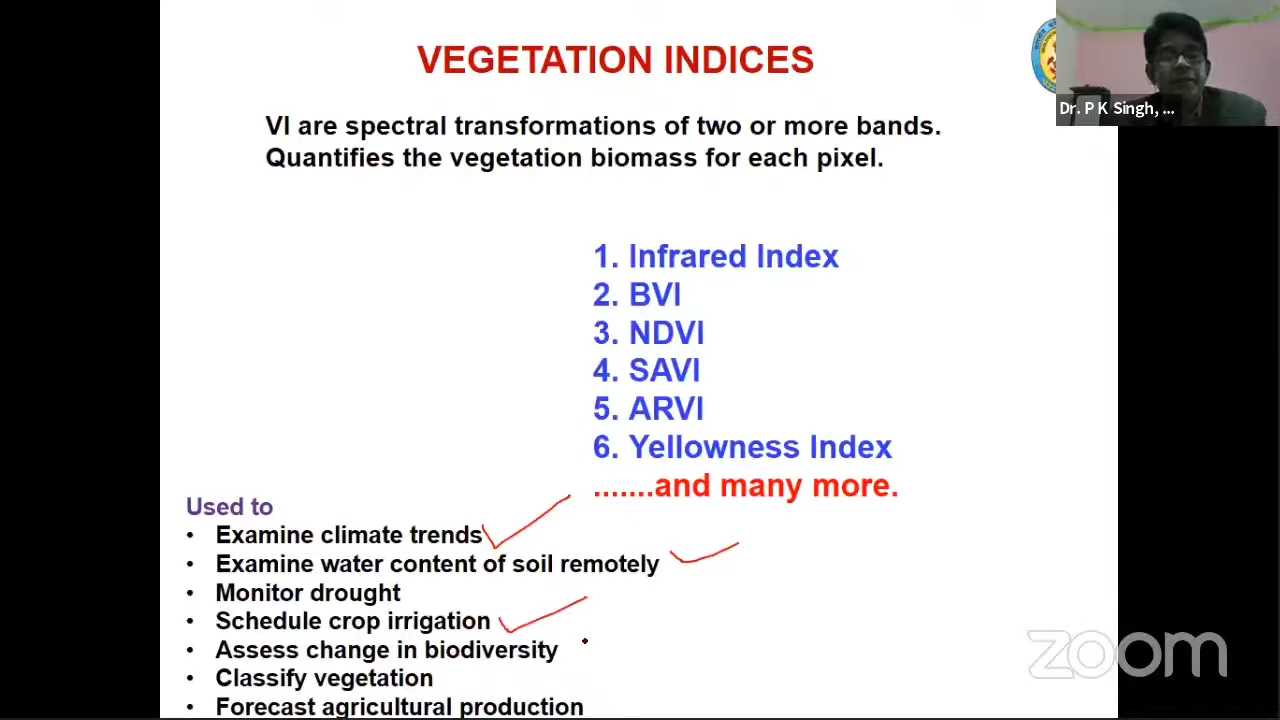 VEGETATION INDICES
Dr. P K Singh, ...
VI are spectral transformations of two or more bands.
Quantifies the vegetation biomass for each pixel.
1. Infrared Index
2. BVI
3. NDVI
4. SAVI
5. ARVI
6. Yellowness Index
.......and many more.
Used to
• Examine climate trends
• Examine water content of soil remotely
• Monitor drought
• Schedule crop irrigation
• Assess change in biodiversity
• Classify vegetation
• Forecast agricultural production
zoom